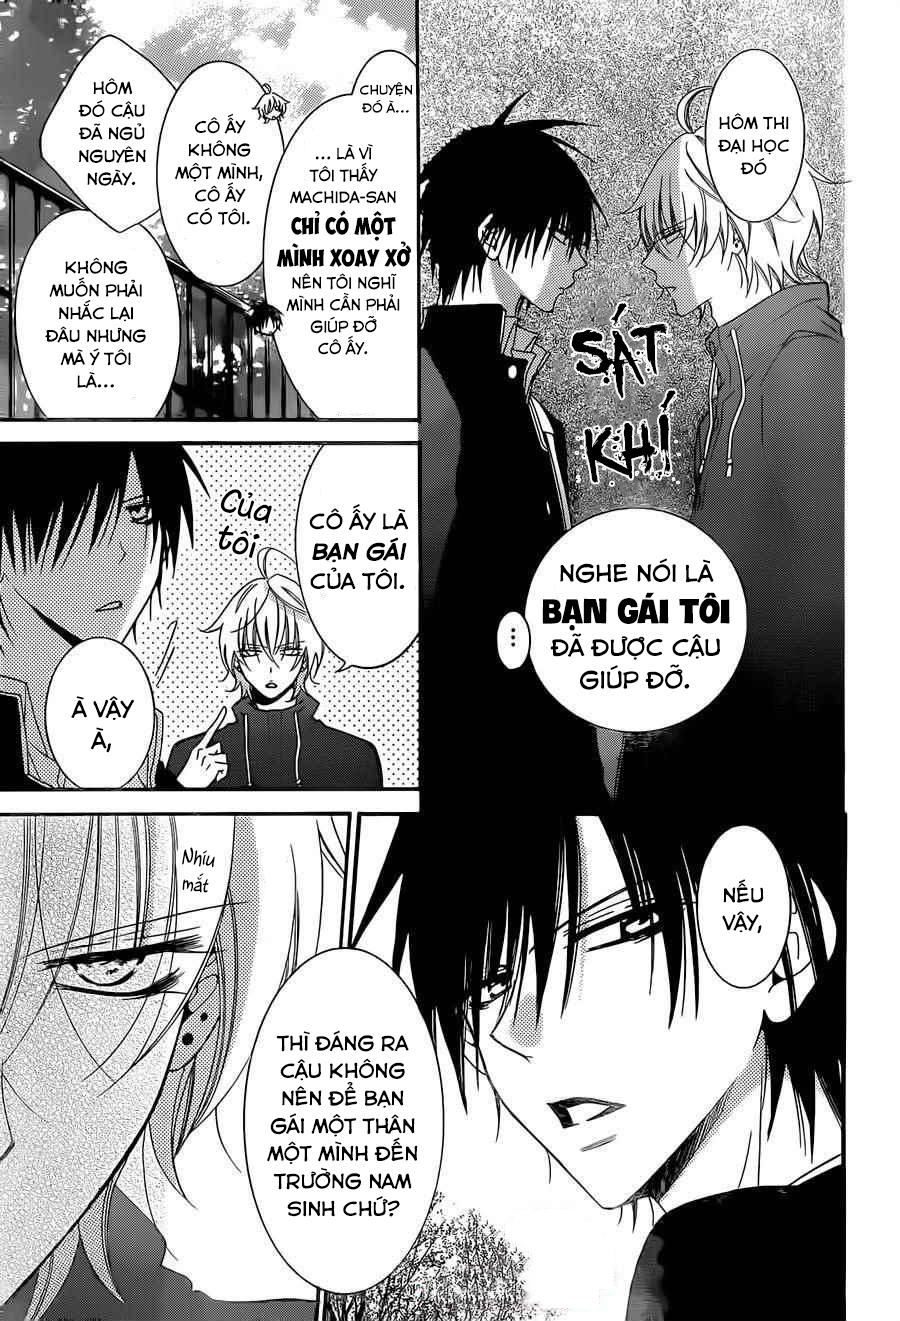 HÔM THI
ĐẠI HỌC
ĐÓ
SÁT
KHÍ
NGHE NÓI LÀ
BẠN GÁI TÔI
ĐÃ ĐƯỢC CẬU
GIÚP ĐỠ.
...
CHUYỆN
ĐÓ À...
... LÀ VÌ
TÔI THẤY
MACHIDA-SAN
CHỈ CÓ MỘT
MÌNH XOAY XỞ
NÊN TÔI NGHĨ
MÌNH CẦN PHẢI
GIÚP ĐỠ
CÔ ẤY.
CÔ ẤY
KHÔNG
MỘT MÌNH,
CÔ ẤY
CÓ TÔI.
HÔM
ĐÓ CẬU
ĐÃ NGỦ
NGUYÊN
NGÀY.
KHÔNG
MUỐN PHẢI
NHẮC LẠI
ĐÂU NHƯNG
MÀ Ý TÔI
LÀ...
CÔ ẤY LÀ
BẠN GÁI
CỦA TÔI.
Của
tôi
À VẬY
À,
NẾU
VẬY,
THÌ ĐÁNG RA
CẬU KHÔNG
NÊN ĐỂ BẠN
GÁI MỘT THÂN
MỘT MÌNH ĐẾN
TRƯỜNG NAM
SINH CHỨ?
Nhíu
mắt